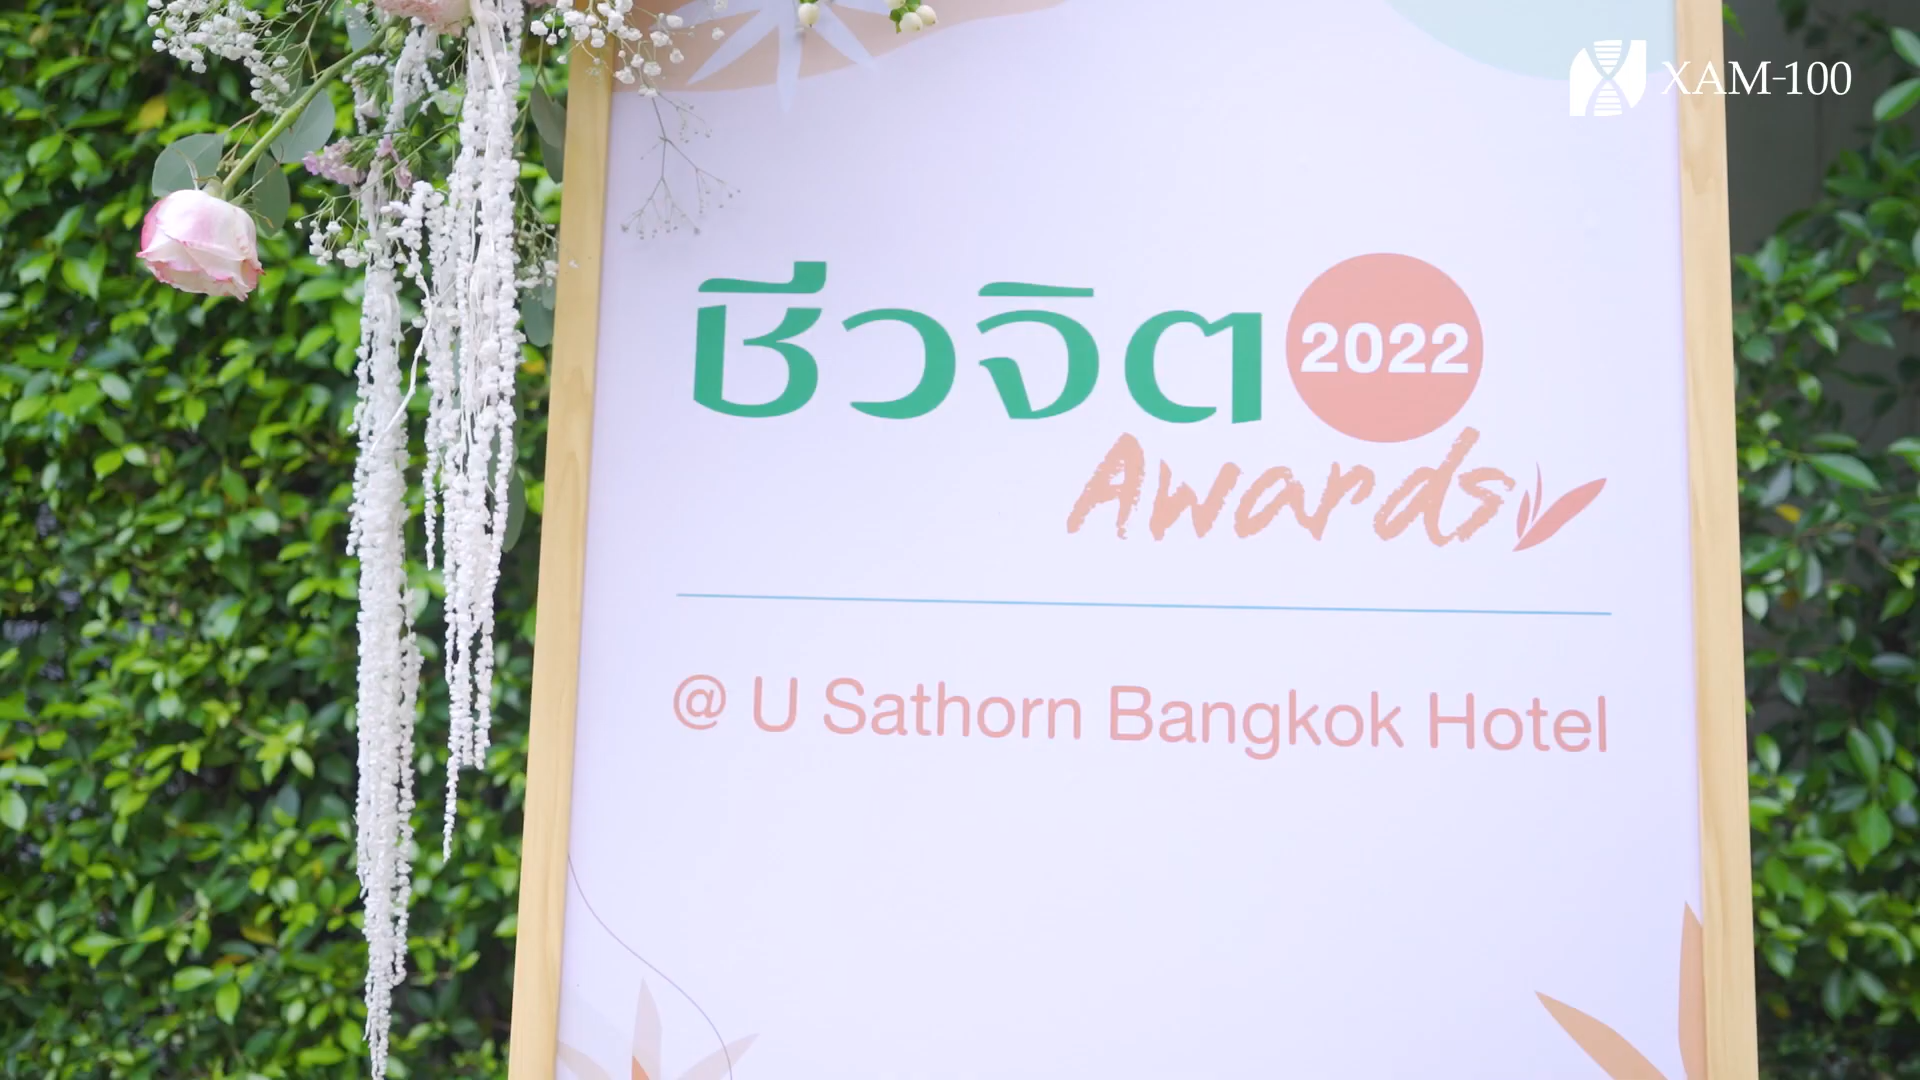 XAM-100
ชีวจิต 2022
Awards
@ U Sathorn Bangkok Hotel